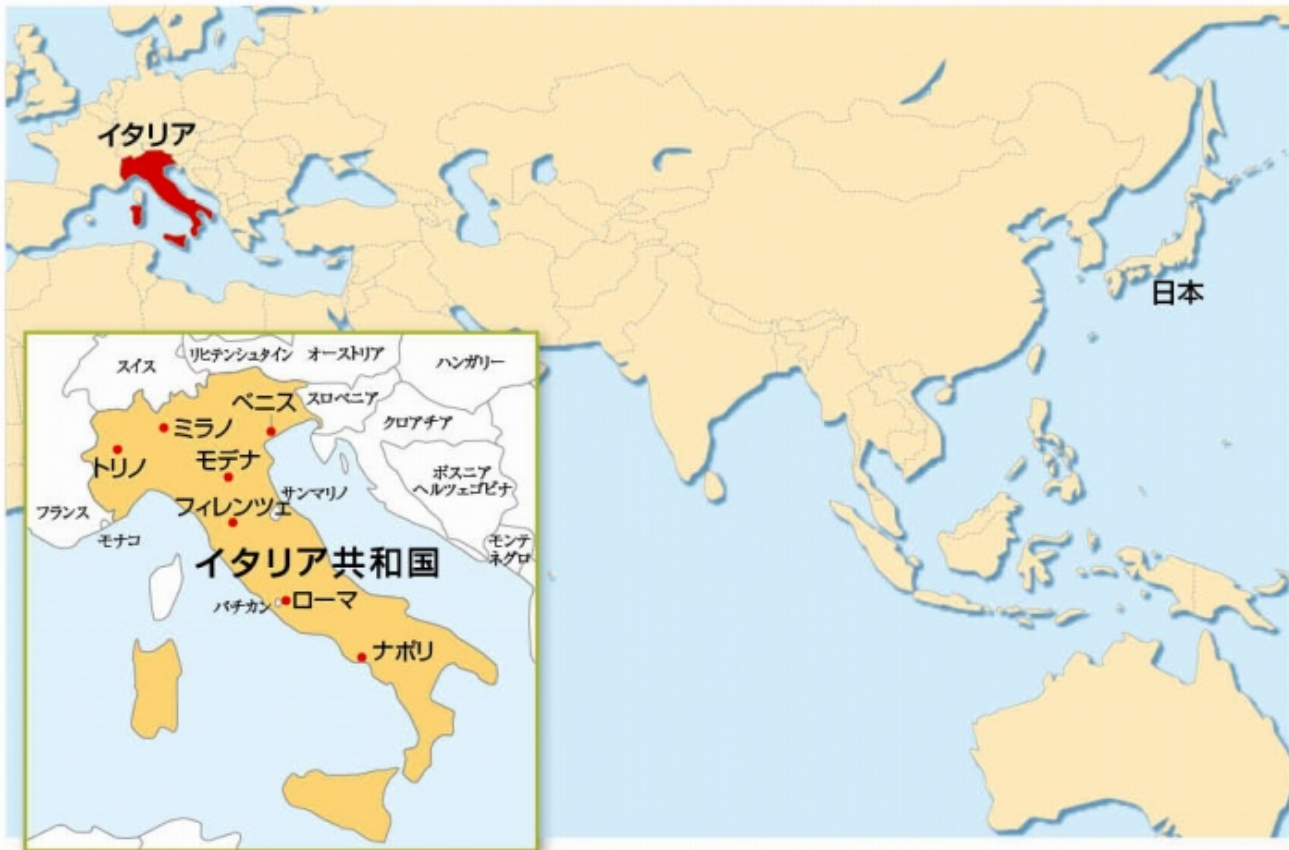 イタリア
日本
スイス
リヒテンシュタイン
オーストリア
ハンガリー
ベニス
スロベニア
ミラノ
クロアチア
トリノ
モデナ
ボスニア
ヘルツェゴビナ
サンマリノ
フランス
フィレンツェ
モナコ
モンテ
ネグロ
イタリア共和国
バチカン
ローマ
ナポリ